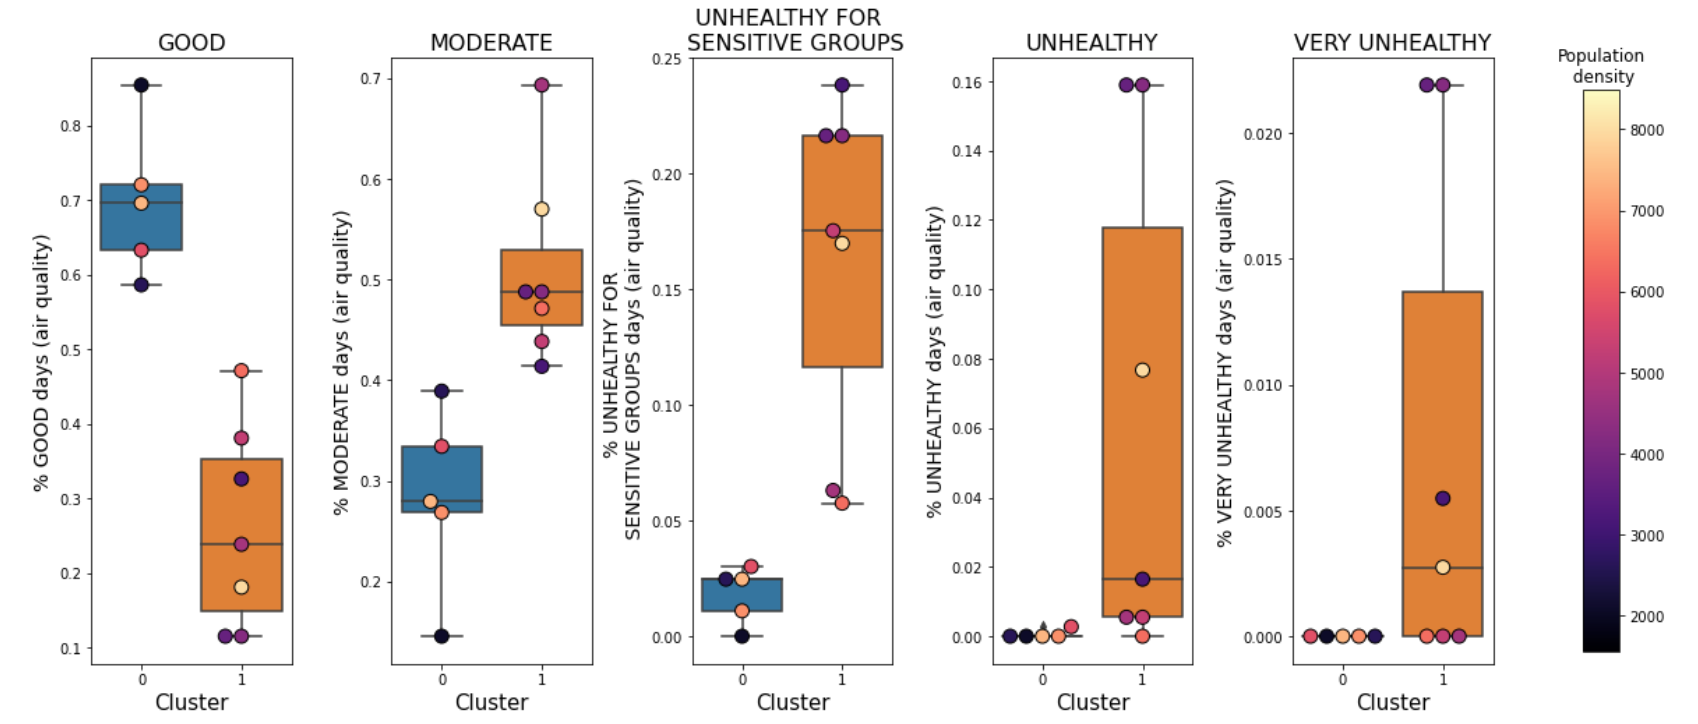 GOOD
% GOOD days (air quality)
0.8
0.7
0.6
0.5
0.4
0.3
0.2
0.1
0
1
Cluster
MODERATE
% MODERATE days (air quality)
0.7
0.6
0.5
0.4
0.3
0.2
0
1
Cluster
UNHEALTHY FOR
SENSITIVE GROUPS
% UNHEALTHY FOR
SENSITIVE GROUPS days (air quality)
0.25
0.20
0.15
0.10
0.05
0.00
0
1
Cluster
UNHEALTHY
% UNHEALTHY days (air quality)
0.16
0.14
0.12
0.10
0.08
0.06
0.04
0.02
0.00
0
1
Cluster
VERY UNHEALTHY
% VERY UNHEALTHY days (air quality)
0.020
0.015
0.010
0.005
0.000
0
1
Cluster
Population
density
8000
7000
6000
5000
4000
3000
2000